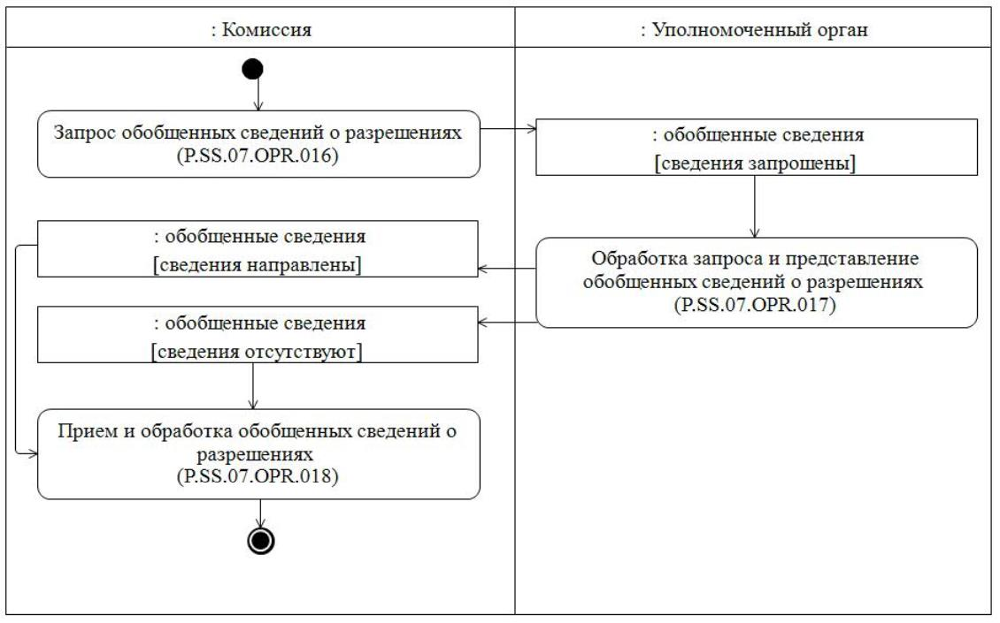 : Комиссия
: Уполномоченный орган
Запрос обобщенных сведений о разрешениях
(P.SS.07.OPR.016)
: обобщенные сведения
[сведения запрошены]
Обработка запроса и представление
обобщенных сведений о разрешениях
(P.SS.07.OPR.017)
: обобщенные сведения
[сведения направлены]
: обобщенные сведения
[сведения отсутствуют]
Прием и обработка обобщенных сведений о
разрешениях
(P.SS.07.OPR.018)